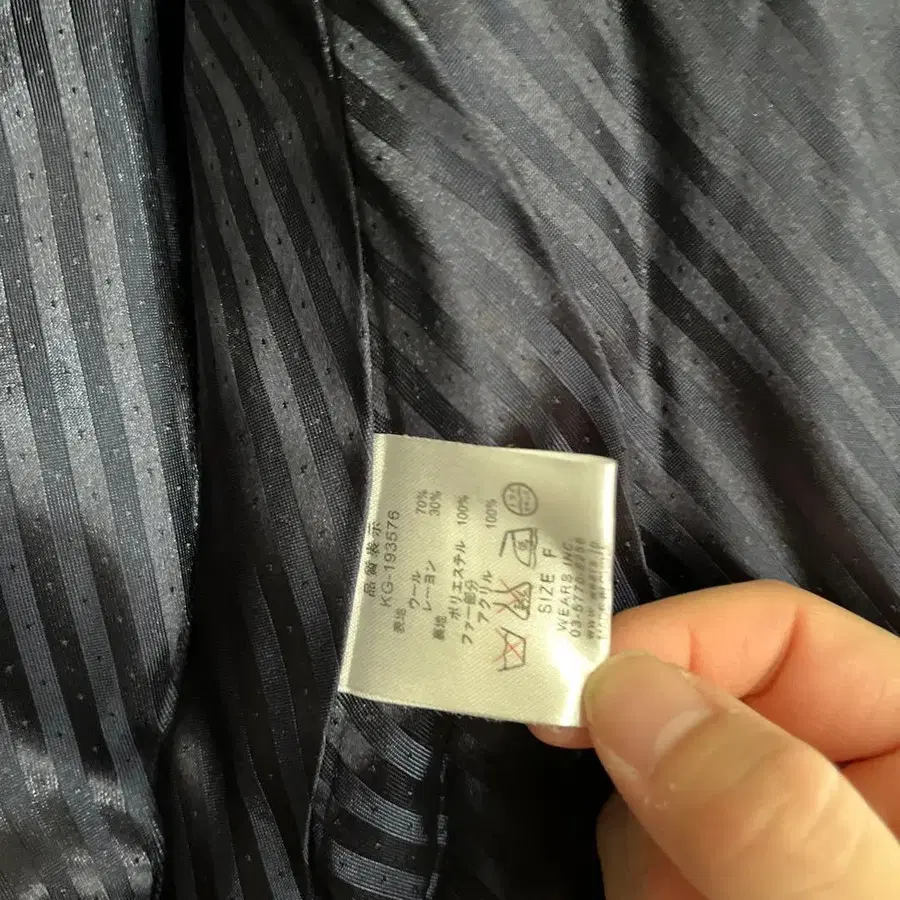 品質表示
KG-193576
表地 ウール 70%
レーヨン 30%
裏地 ポリエステル 100%
ファー部分
アクリル 100%
SIZE F
WEARS INC.